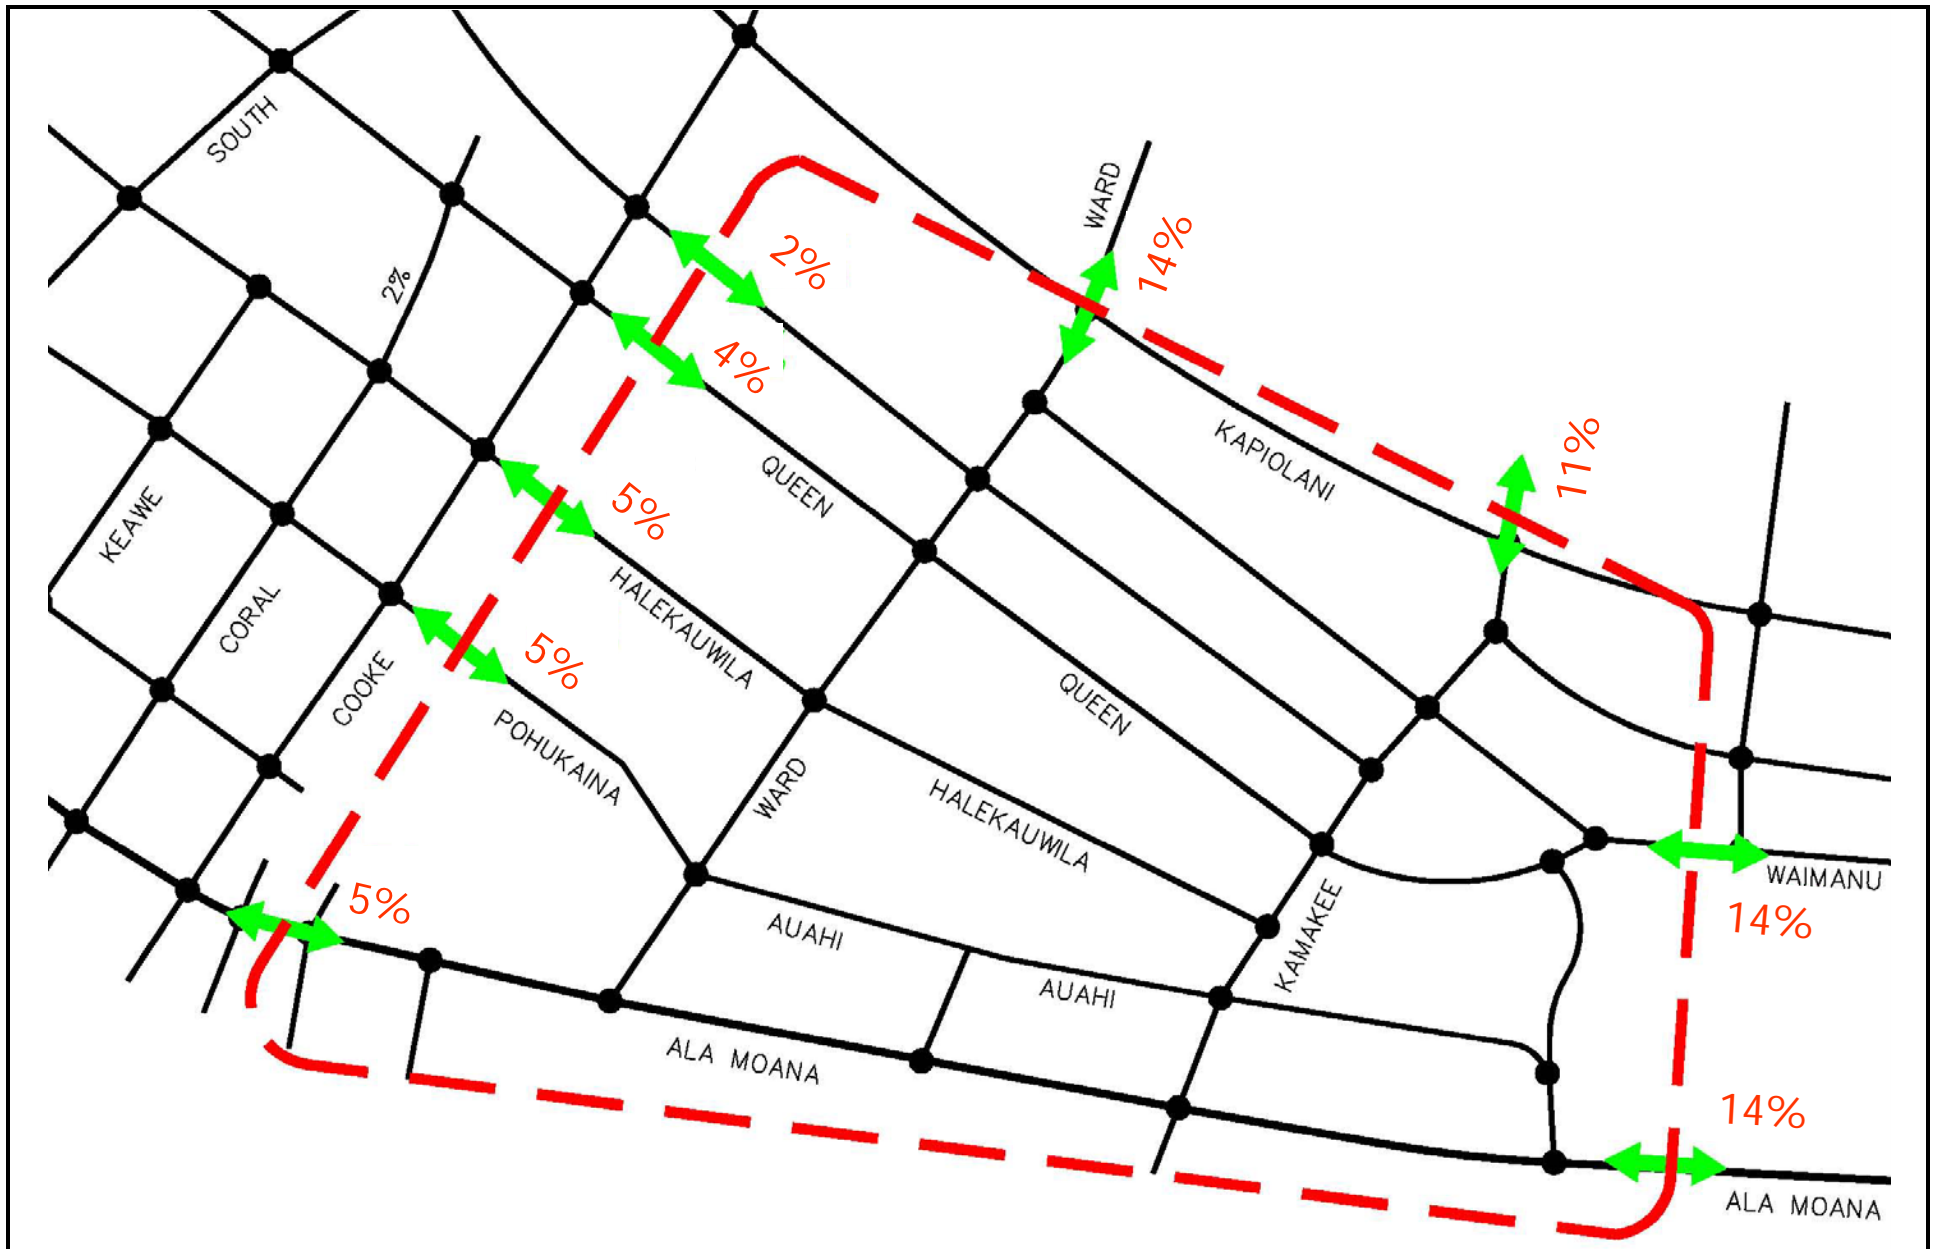 SOUTH
WARD
14%
2%
2%
4%
11%
KAPIOLANI
QUEEN
5%
KEAWE
HALEKAUWILA
CORAL
5%
COOKE
QUEEN
POHUKAINA
WARD
HALEKAUWILA
WAIMANU
14%
5%
AUAHI
KAMAKEE
AUAHI
ALA MOANA
14%
ALA MOANA